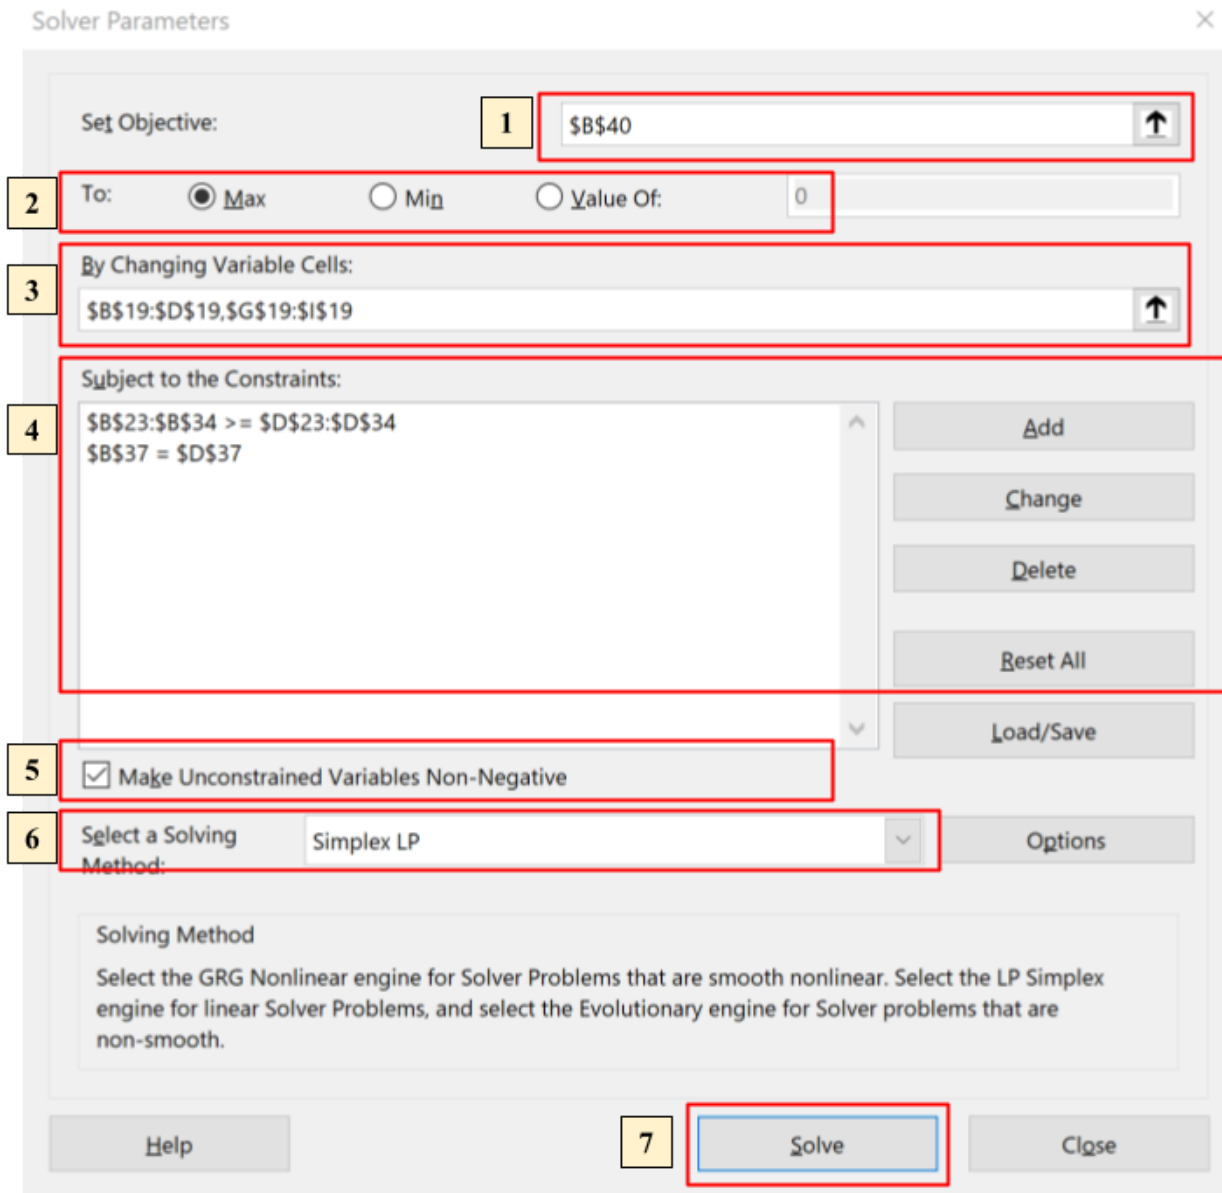 Solver Parameters
Set Objective:
1
$B$40
2
To:
Max
Min
Value Of:
0
3
By Changing Variable Cells:
$B$19:$D$19,$G$19:$I$19
4
Subject to the Constraints:
$B$23:$B$34 >= $D$23:$D$34
$B$37 = $D$37
Add
Change
Delete
Reset All
Load/Save
5
Make Unconstrained Variables Non-Negative
6
Select a Solving
Method:
Simplex LP
Options
Solving Method
Select the GRG Nonlinear engine for Solver Problems that are smooth nonlinear. Select the LP Simplex
engine for linear Solver Problems, and select the Evolutionary engine for Solver problems that are
non-smooth.
Help
7
Solve
Close